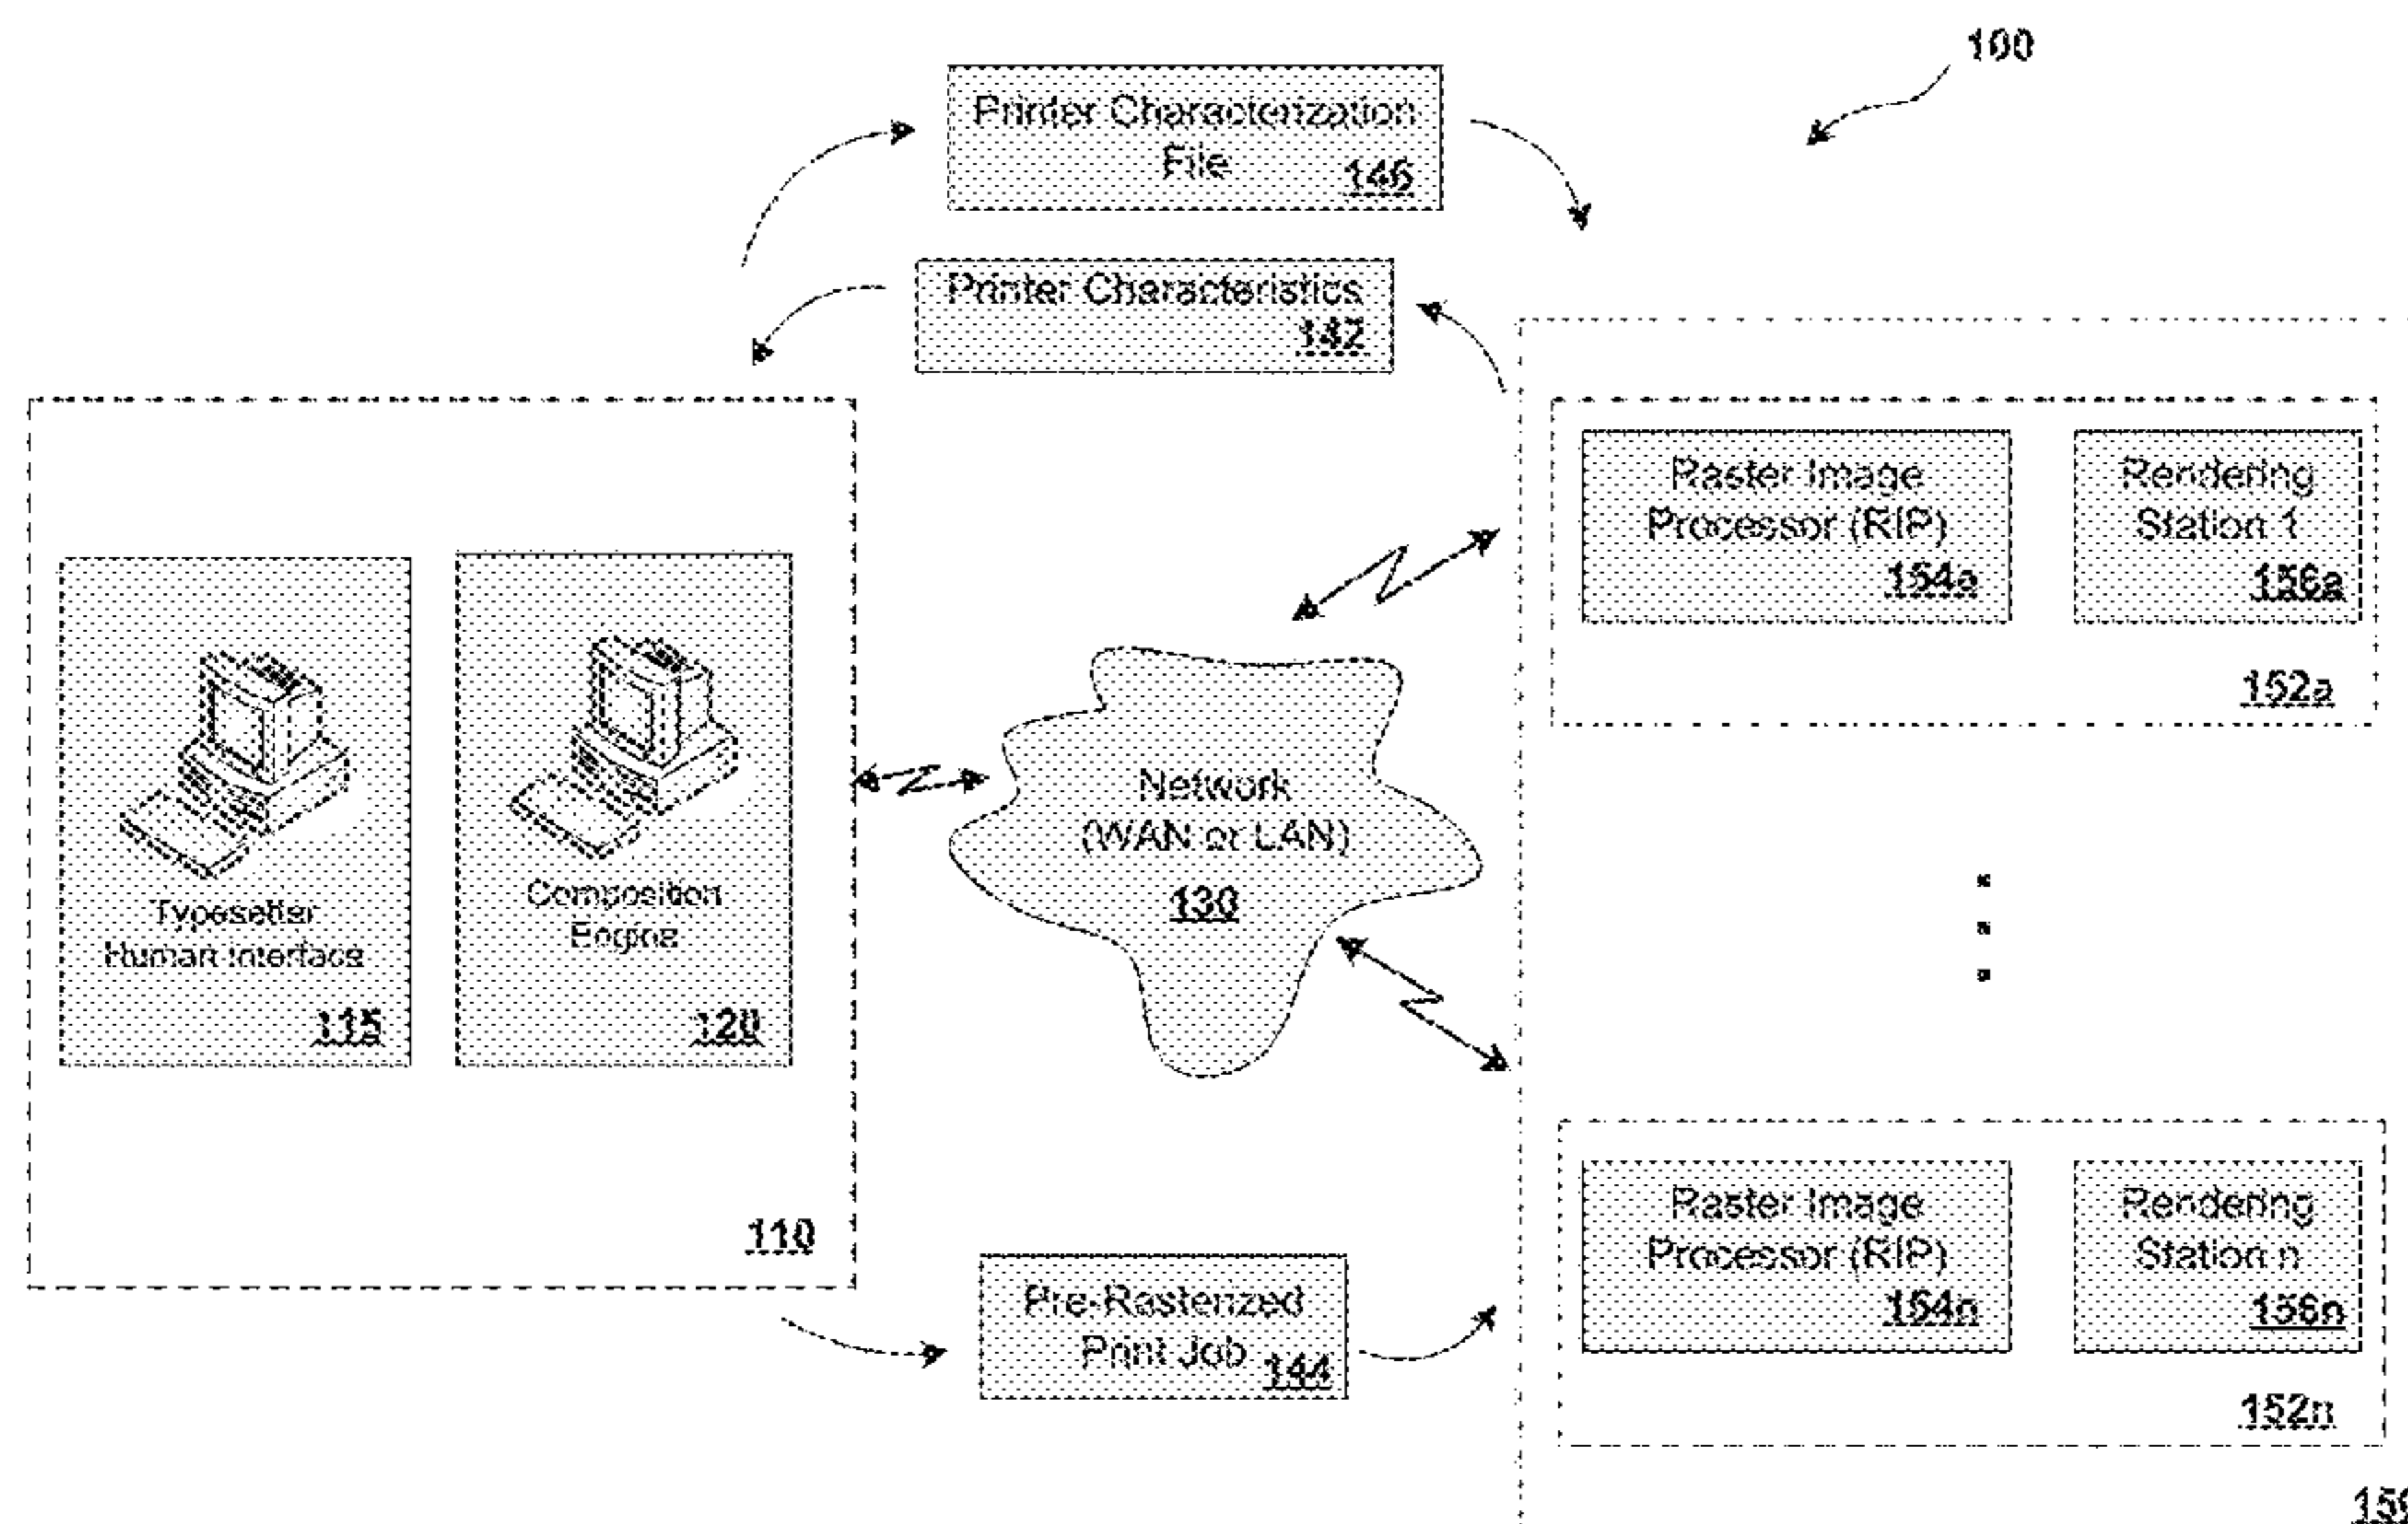 100
Printer Characterization
File 146
Printer Characteristics
142
Raster Image
Processor (RIP)
154a
Rendering
Station 1
156a
152a
Typesetter
Human Interface
115
Composition
Engine
120
110
Network
(WAN or LAN)
130
Raster Image
Processor (RIP)
154n
Rendering
Station n
156n
152n
Pre-Rasterized
Print Job 144